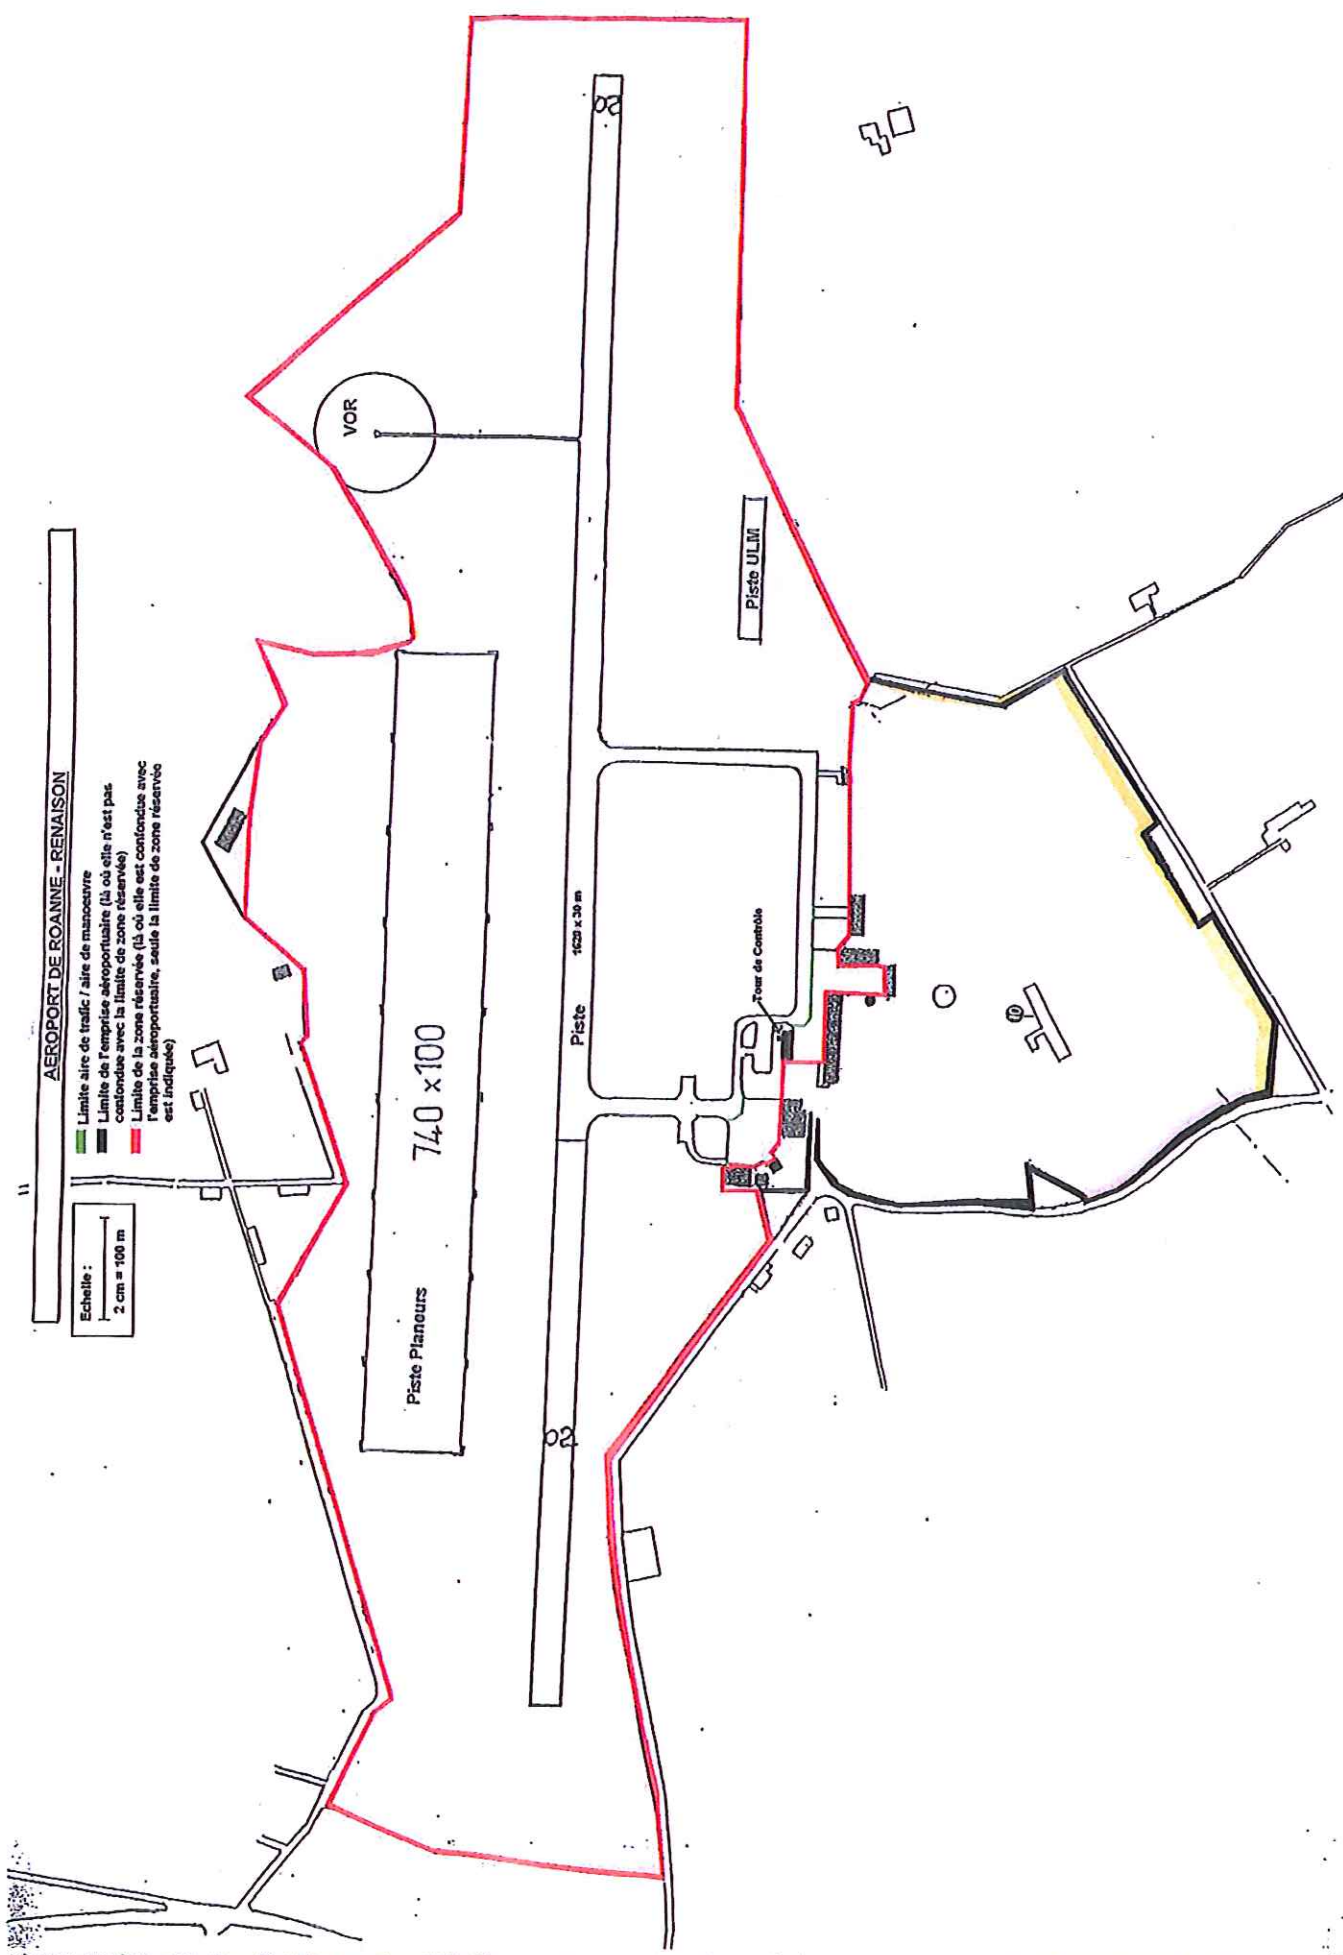 11
AEROPORT DE ROANNE - RENAISON
Echelle :
2 cm = 100 m
Limite aire de trafic / aire de manoeuvre
Limite de l'emprise aéroportuaire (là où elle n'est pas
confondue avec la limite de zone réservée)
Limite de la zone réservée (là où elle est confondue avec
l'emprise aéroportuaire, seule la limite de zone réservée
est indiquée)
VOR
Piste Planeurs
740 x 100
02
Piste
1620 x 30 m
20
Piste ULM
Tour de Contrôle